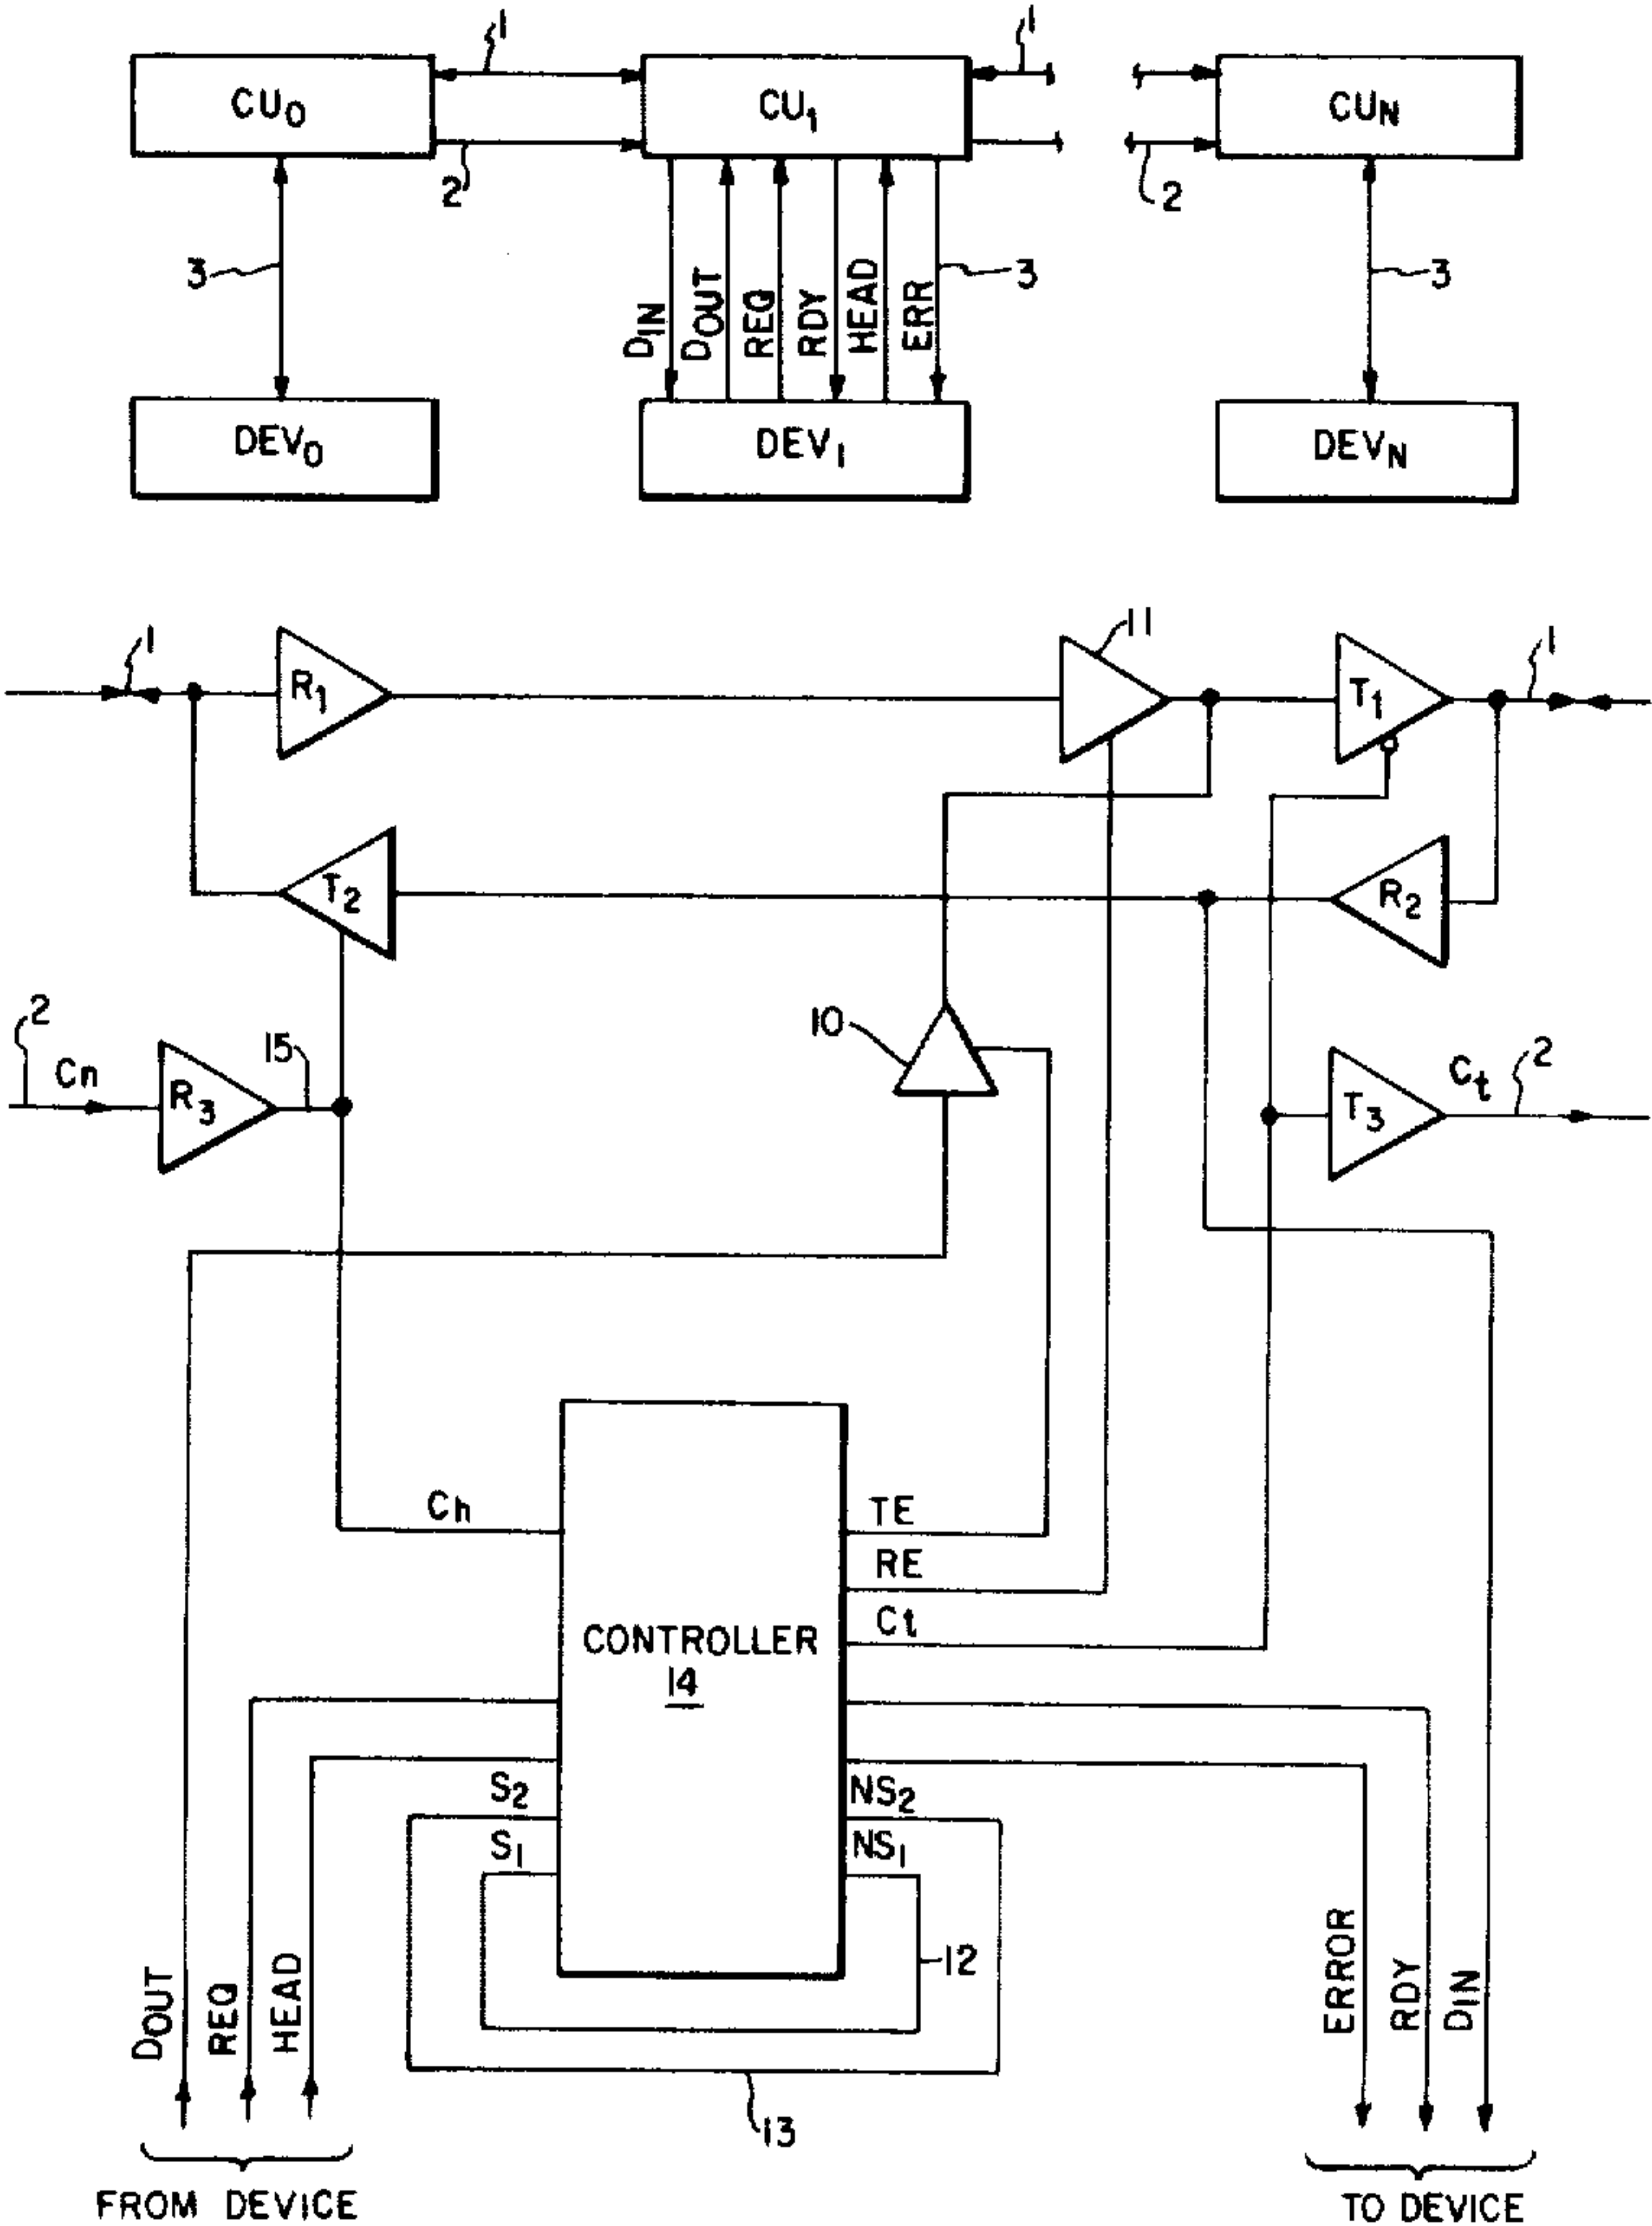 1
1
CU0
CU1
CUN
2
2
3
3
3
DIN
DOUT
REQ
RDY
HEAD
ERR
DEV0
DEV1
DEVN
1
R1
11
T1
1
T2
R2
2
Cn
R3
15
10
T3
Ct
2
Ch
TE
RE
Ct
CONTROLLER
14
S2
NS2
S1
NS1
12
13
DOUT
REQ
HEAD
ERROR
RDY
DIN
FROM DEVICE
TO DEVICE